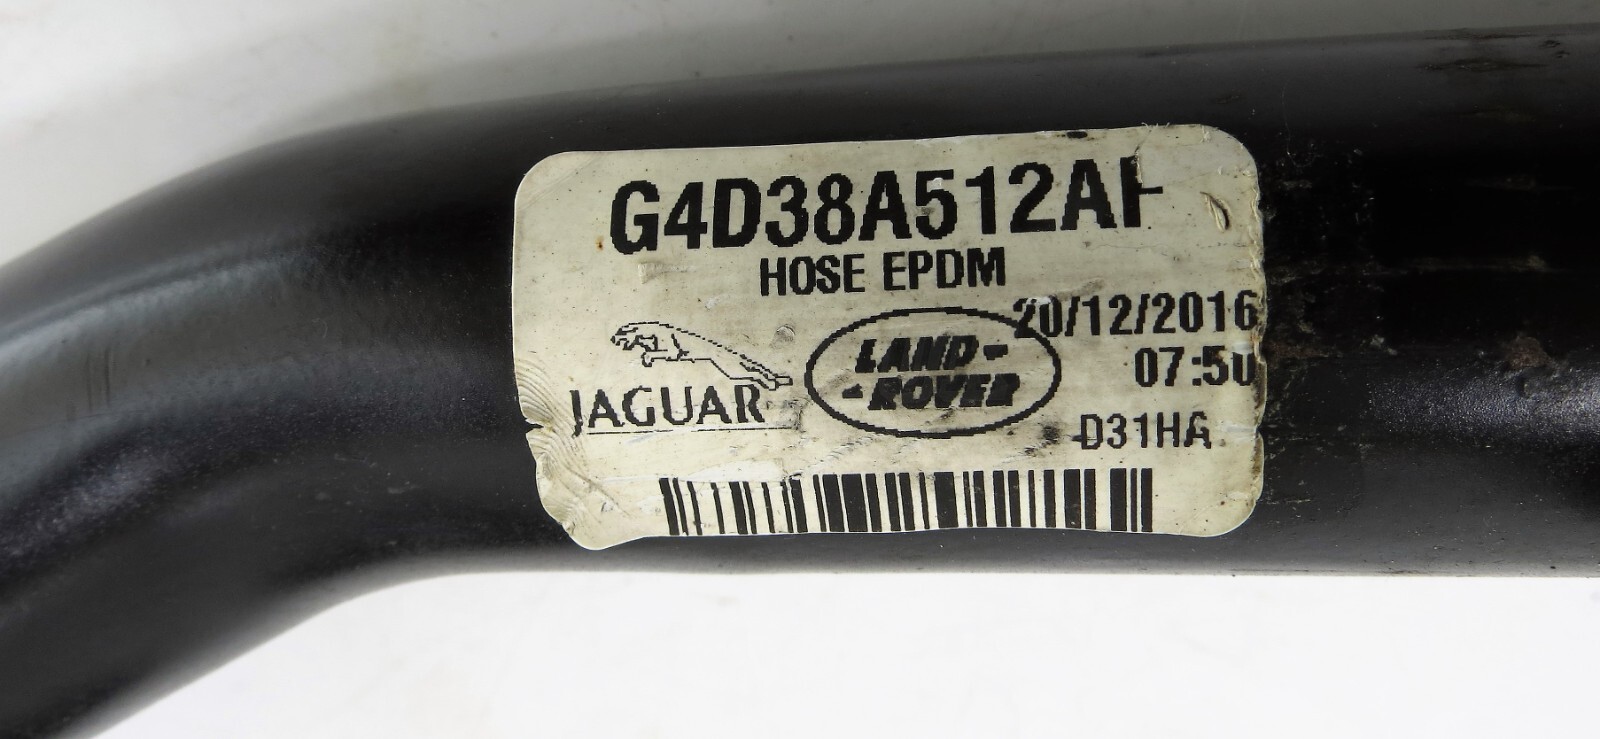 G4D38A512AF
HOSE EPDM
20/12/2016
07:50
JAGUAR
LAND-
-ROVER
D31HA